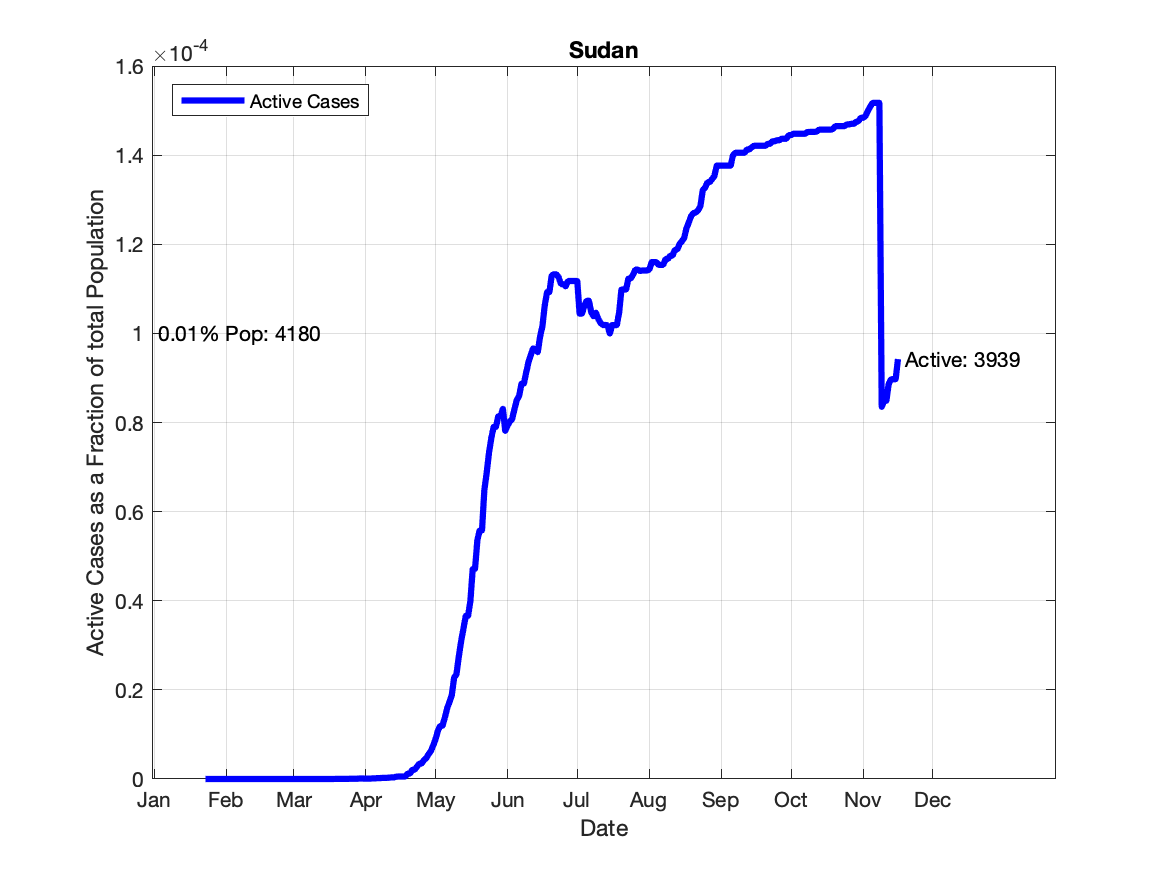 Sudan
×10-4
1.6
1.4
1.2
1
0.8
0.6
0.4
0.2
0
Active Cases as a Fraction of total Population
Active Cases
0.01% Pop: 4180
Active: 3939
Jan Feb Mar Apr May Jun Jul Aug Sep Oct Nov Dec
Date